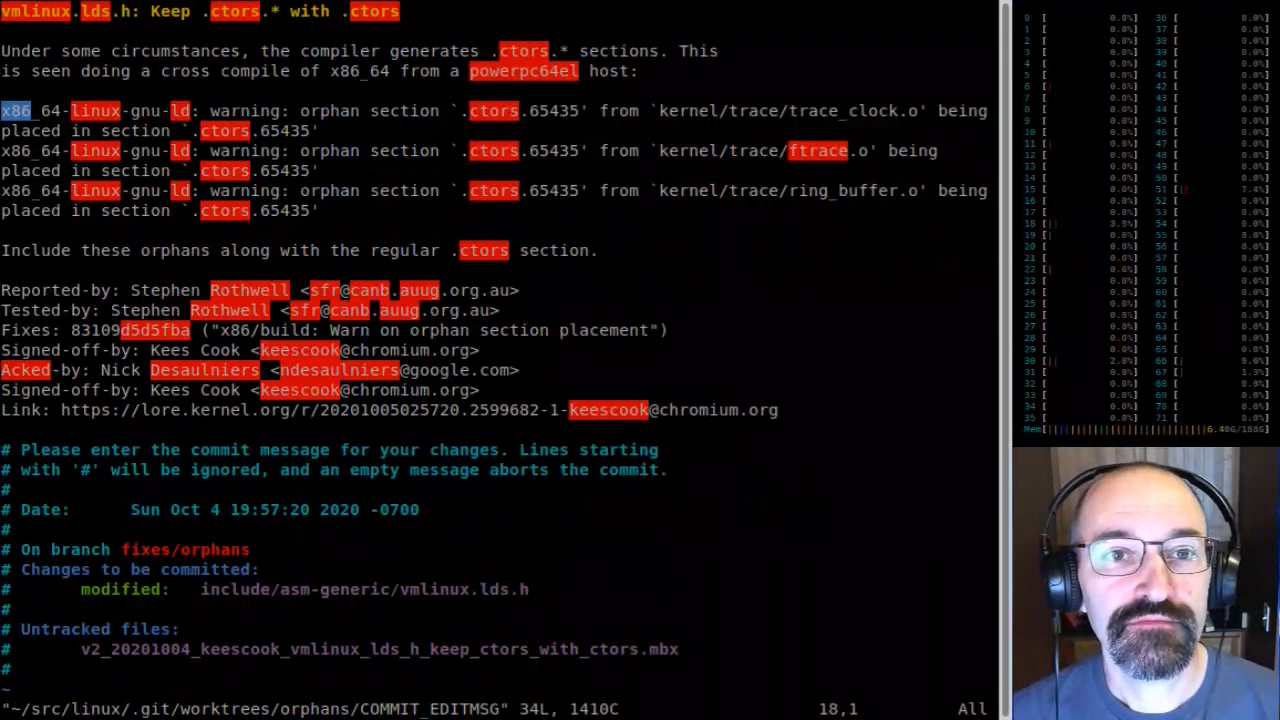 vmlinux.lds.h: Keep .ctors.* with .ctors
Under some circumstances, the compiler generates .ctors.* sections. This
is seen doing a cross compile of x86_64 from a powerpc64el host:
x86_64-linux-gnu-ld: warning: orphan section `.ctors.65435' from `kernel/trace/trace_clock.o' being
placed in section `.ctors.65435'
x86_64-linux-gnu-ld: warning: orphan section `.ctors.65435' from `kernel/trace/ftrace.o' being
placed in section `.ctors.65435'
x86_64-linux-gnu-ld: warning: orphan section `.ctors.65435' from `kernel/trace/ring_buffer.o' being
placed in section `.ctors.65435'
Include these orphans along with the regular .ctors section.
Reported-by: Stephen Rothwell <sfr@canb.auug.org.au>
Tested-by: Stephen Rothwell <sfr@canb.auug.org.au>
Fixes: 83109d5d5fba ("x86/build: Warn on orphan section placement")
Signed-off-by: Kees Cook <keescook@chromium.org>
Acked-by: Nick Desaulniers <ndesaulniers@google.com>
Signed-off-by: Kees Cook <keescook@chromium.org>
Link: https://lore.kernel.org/r/20201005025720.2599682-1-keescook@chromium.org
# Please enter the commit message for your changes. Lines starting
# with '#' will be ignored, and an empty message aborts the commit.
#
# Date:      Sun Oct 4 19:57:20 2020 -0700
#
# On branch fixes/orphans
# Changes to be committed:
#       modified:   include/asm-generic/vmlinux.lds.h
#
# Untracked files:
#       v2_20201004_keescook_vmlinux_lds_h_keep_ctors_with_ctors.mbx
#
~
"~/src/linux/.git/worktrees/orphans/COMMIT_EDITMSG" 34L, 1410C 18,1 All